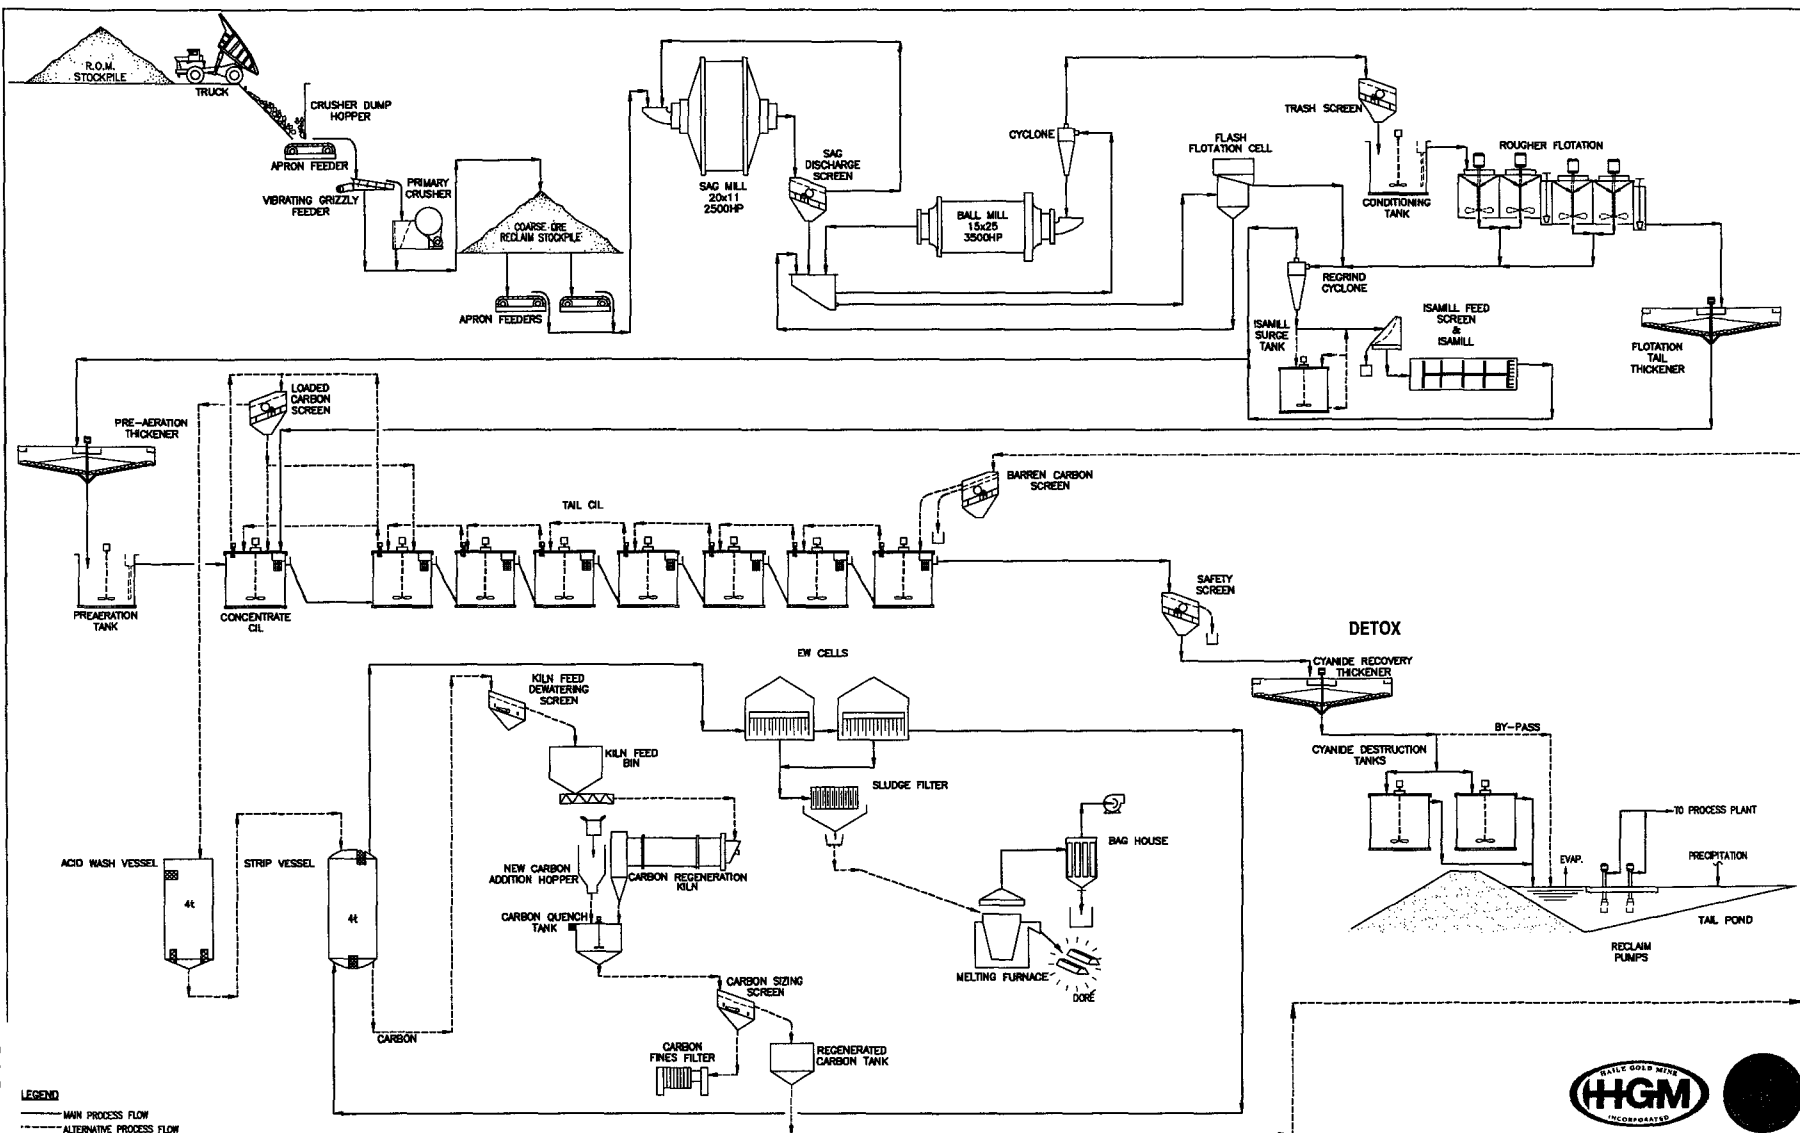 R.O.M.
STOCKPILE
TRUCK
CRUSHER DUMP
HOPPER
APRON FEEDER
VIBRATING GRIZZLY
FEEDER
PRIMARY
CRUSHER
COARSE ORE
RECLAIM STOCKPILE
APRON FEEDERS
SAG MILL
20x11
2500HP
SAG
DISCHARGE
SCREEN
CYCLONE
BALL MILL
15x25
3500HP
FLASH
FLOTATION CELL
TRASH SCREEN
CONDITIONING
TANK
ROUGHER FLOTATION
REGRIND
CYCLONE
ISAMILL
SURGE
TANK
ISAMILL FEED
SCREEN
&
ISAMILL
FLOTATION
TAIL
THICKENER
PRE-AERATION
THICKENER
LOADED
CARBON
SCREEN
TAIL CIL
BARREN CARBON
SCREEN
PREAERATION
TANK
CONCENTRATE
CIL
SAFETY
SCREEN
DETOX
CYANIDE RECOVERY
THICKENER
BY-PASS
CYANIDE DESTRUCTION
TANKS
TO PROCESS PLANT
EVAP.
PRECIPITATION
TAIL POND
RECLAIM
PUMPS
EW CELLS
KILN FEED
DEWATERING
SCREEN
KILN FEED
BIN
SLUDGE FILTER
BAG HOUSE
ACID WASH VESSEL
4t
STRIP VESSEL
4t
NEW CARBON
ADDITION HOPPER
CARBON REGENERATION
KILN
CARBON QUENCH
TANK
MELTING FURNACE
DORÉ
CARBON SIZING
SCREEN
CARBON
CARBON
FINES FILTER
REGENERATED
CARBON TANK
LEGEND
MAIN PROCESS FLOW
ALTERNATIVE PROCESS FLOW
HAILE GOLD MINE
HGM
INCORPORATED